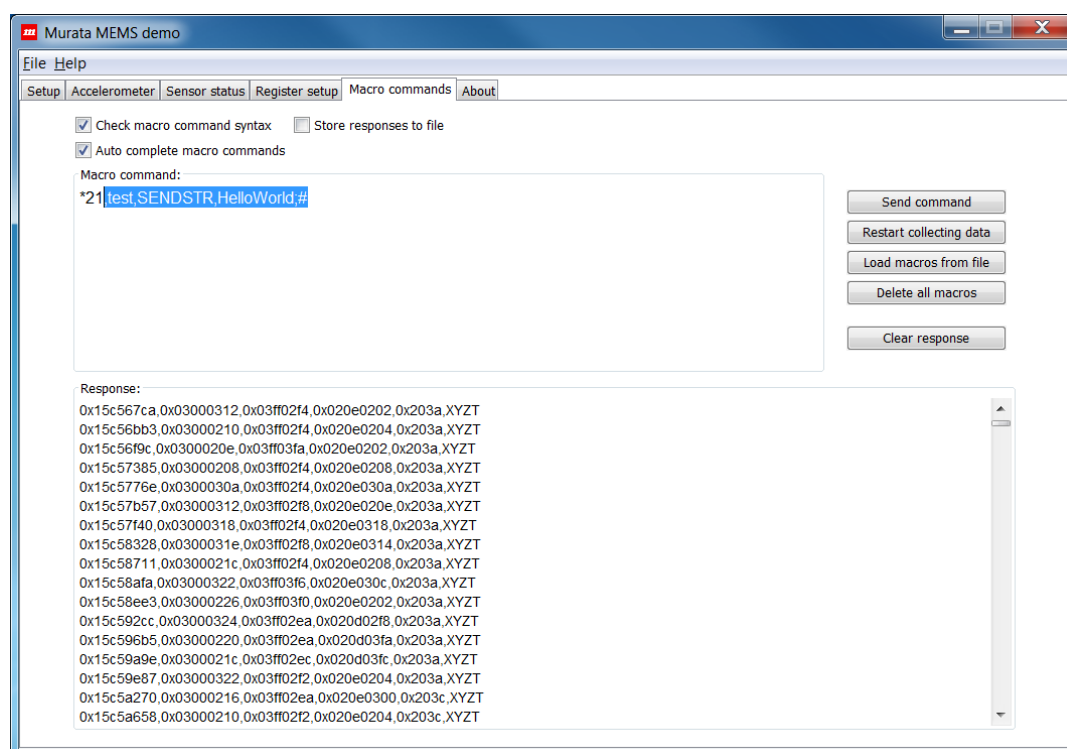 m Murata MEMS demo
File Help
Setup Accelerometer Sensor status Register setup Macro commands About
Check macro command syntax Store responses to file
Auto complete macro commands
Macro command:
*21,test,SENDSTR,HelloWorld;#
Send command
Restart collecting data
Load macros from file
Delete all macros
Clear response
Response:
0x15c567ca,0x03000312,0x03ff02f4,0x020e0202,0x203a,XYZT
0x15c56bb3,0x03000210,0x03ff02f4,0x020e0204,0x203a,XYZT
0x15c56f9c,0x0300020e,0x03ff03fa,0x020e0202,0x203a,XYZT
0x15c57385,0x03000208,0x03ff02f4,0x020e0208,0x203a,XYZT
0x15c5776e,0x0300030a,0x03ff02f4,0x020e030a,0x203a,XYZT
0x15c57b57,0x03000312,0x03ff02f8,0x020e020e,0x203a,XYZT
0x15c57f40,0x03000318,0x03ff02f4,0x020e0318,0x203a,XYZT
0x15c58328,0x0300031e,0x03ff02f8,0x020e0314,0x203a,XYZT
0x15c58711,0x0300021c,0x03ff02f4,0x020e0208,0x203a,XYZT
0x15c58afa,0x03000322,0x03ff03f6,0x020e030c,0x203a,XYZT
0x15c58ee3,0x03000226,0x03ff03f0,0x020e0202,0x203a,XYZT
0x15c592cc,0x03000324,0x03ff02ea,0x020d02f8,0x203a,XYZT
0x15c596b5,0x03000220,0x03ff02ea,0x020d03fa,0x203a,XYZT
0x15c59a9e,0x0300021c,0x03ff02ec,0x020d03fc,0x203a,XYZT
0x15c59e87,0x03000322,0x03ff02f2,0x020e0204,0x203a,XYZT
0x15c5a270,0x03000216,0x03ff02ea,0x020e0300,0x203c,XYZT
0x15c5a658,0x03000210,0x03ff02f2,0x020e0204,0x203c,XYZT